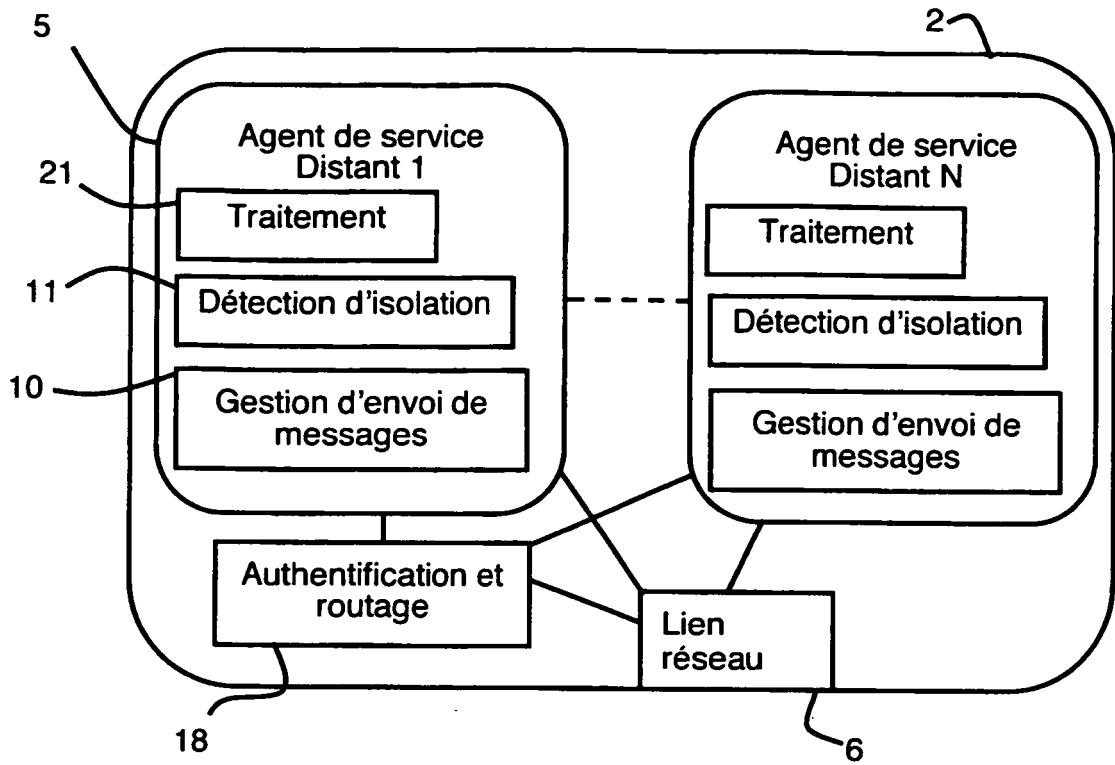 2
5
Agent de service
Distant 1
21
Traitement
11
Détection d'isolation
10
Gestion d'envoi de
messages
Agent de service
Distant N
Traitement
Détection d'isolation
Gestion d'envoi de
messages
Authentification et
routage
Lien
réseau
18
6